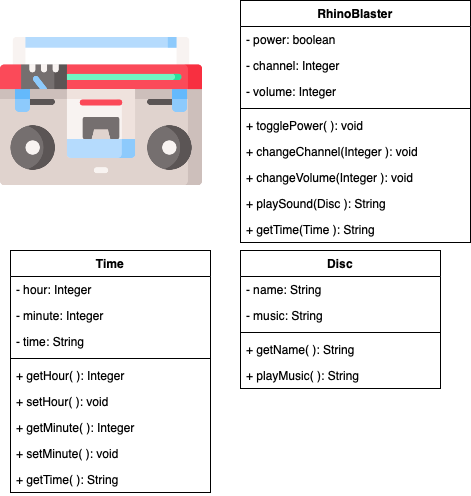 RhinoBlaster
- power: boolean
- channel: Integer
- volume: Integer
+ togglePower( ): void
+ changeChannel(Integer ): void
+ changeVolume(Integer ): void
+ playSound(Disc ): String
+ getTime(Time ): String
Time
- hour: Integer
- minute: Integer
- time: String
+ getHour( ): Integer
+ setHour( ): void
+ getMinute( ): Integer
+ setMinute( ): void
+ getTime( ): String
Disc
- name: String
- music: String
+ getName( ): String
+ playMusic( ): String